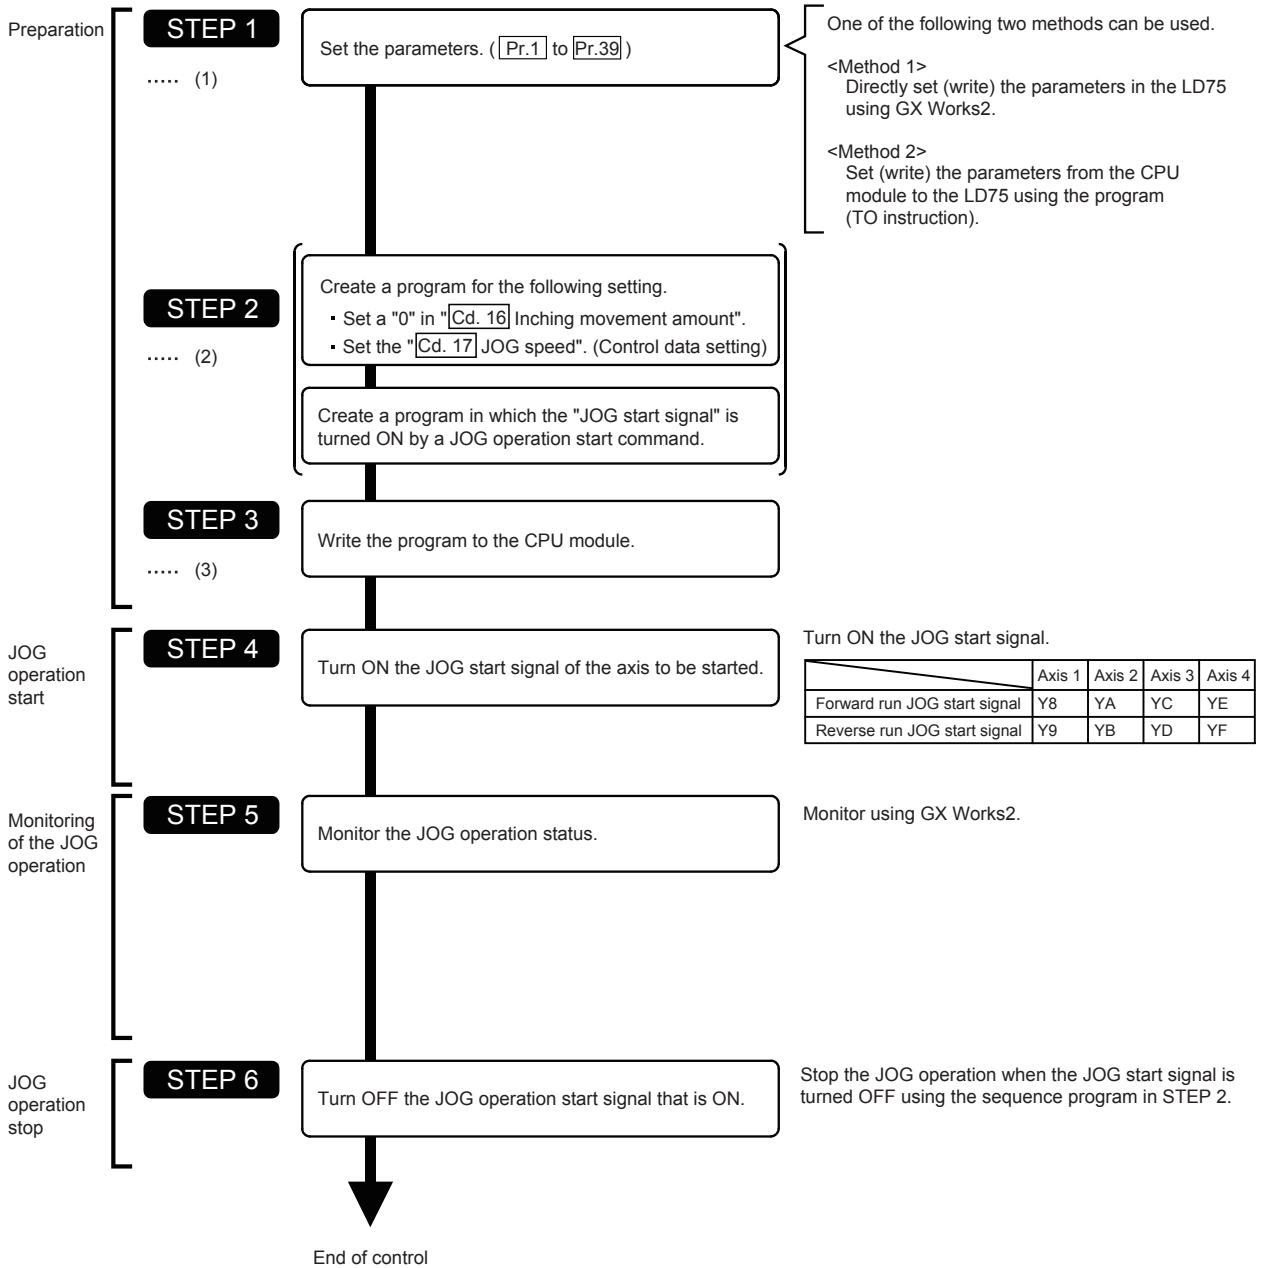 Preparation
STEP 1
..... (1)
Set the parameters. ( Pr.1 to Pr.39 )
One of the following two methods can be used.
<Method 1>
Directly set (write) the parameters in the LD75
using GX Works2.
<Method 2>
Set (write) the parameters from the CPU
module to the LD75 using the program
(TO instruction).
STEP 2
..... (2)
Create a program for the following setting.
▪ Set a "0" in "Cd. 16 Inching movement amount".
▪ Set the "Cd. 17 JOG speed". (Control data setting)
Create a program in which the "JOG start signal" is
turned ON by a JOG operation start command.
STEP 3
..... (3)
Write the program to the CPU module.
JOG
operation
start
STEP 4
Turn ON the JOG start signal of the axis to be started.
Turn ON the JOG start signal.
Axis 1 Axis 2 Axis 3 Axis 4
Forward run JOG start signal Y8 YA YC YE
Reverse run JOG start signal Y9 YB YD YF
Monitoring
of the JOG
operation
STEP 5
Monitor the JOG operation status.
Monitor using GX Works2.
JOG
operation
stop
STEP 6
Turn OFF the JOG operation start signal that is ON.
Stop the JOG operation when the JOG start signal is
turned OFF using the sequence program in STEP 2.
End of control